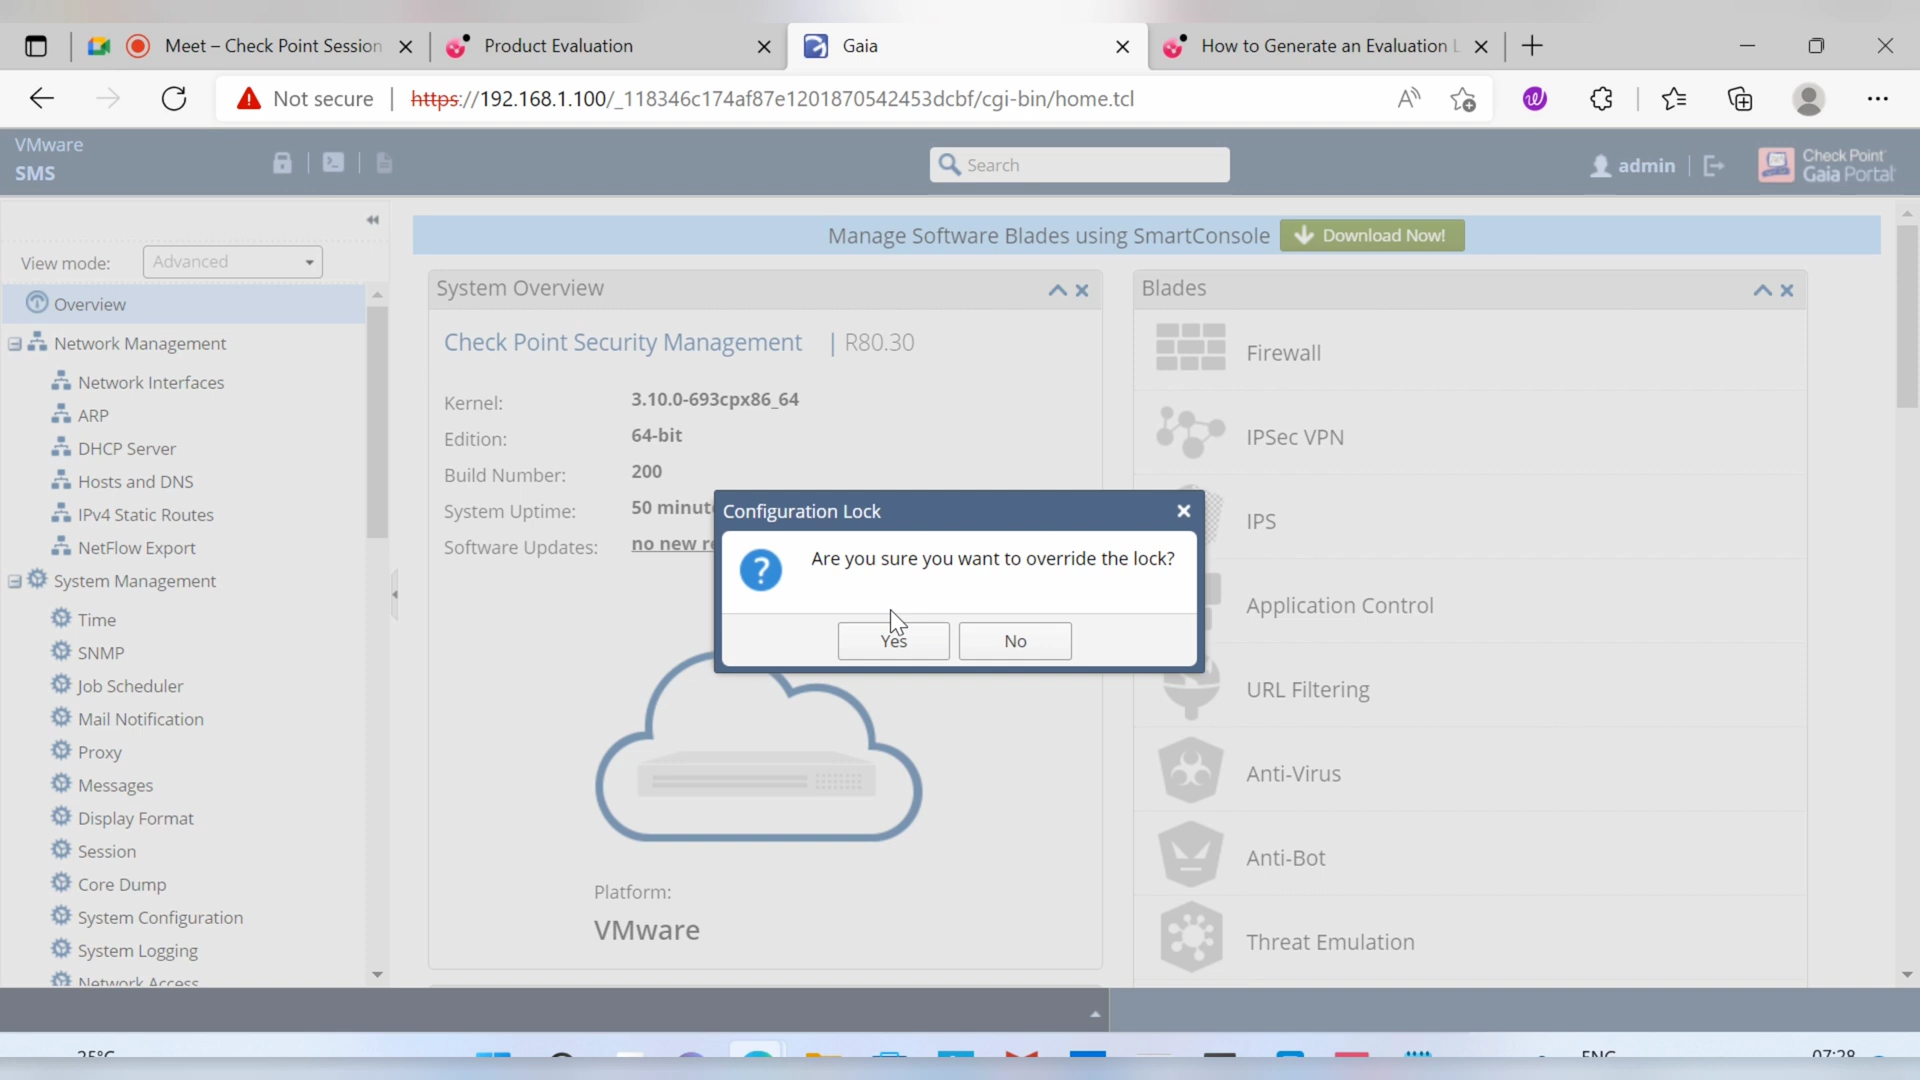 Meet – Check Point Session
Product Evaluation
Gaia
How to Generate an Evaluation L
Not secure
https://192.168.1.100/_118346c174af87e1201870542453dcbf/cgi-bin/home.tcl
VMware
SMS
Search
admin
Check Point
Gaia Portal
View mode:
Advanced
Manage Software Blades using SmartConsole
Download Now!
Overview
Network Management
Network Interfaces
ARP
DHCP Server
Hosts and DNS
IPv4 Static Routes
NetFlow Export
System Management
Time
SNMP
Job Scheduler
Mail Notification
Proxy
Messages
Display Format
Session
Core Dump
System Configuration
System Logging
Network Access
System Overview
Check Point Security Management | R80.30
Kernel: 3.10.0-693cpx86_64
Edition: 64-bit
Build Number: 200
System Uptime: 50 minut
Software Updates: no new re
Platform:
VMware
Configuration Lock
Are you sure you want to override the lock?
Yes
No
Blades
Firewall
IPSec VPN
IPS
Application Control
URL Filtering
Anti-Virus
Anti-Bot
Threat Emulation
25°C
ENG
07:28